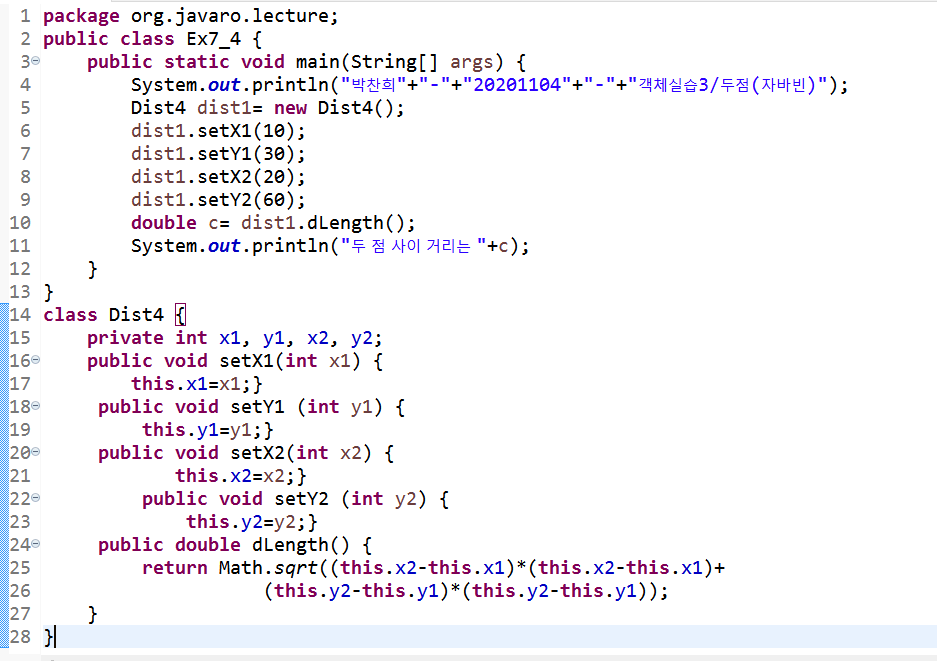 1 package org.javaro.lecture;
2 public class Ex7_4 {
3 public static void main(String[] args) {
4 System.out.println("박찬희"+"-"+"20201104"+"-"+"객체실습3/두점(자바빈)");
5 Dist4 dist1= new Dist4();
6 dist1.setX1(10);
7 dist1.setY1(30);
8 dist1.setX2(20);
9 dist1.setY2(60);
10 double c= dist1.dLength();
11 System.out.println("두 점 사이 거리는 "+c);
12 }
13 }
14 class Dist4 {
15 private int x1, y1, x2, y2;
16 public void setX1(int x1) {
17 this.x1=x1;}
18 public void setY1 (int y1) {
19 this.y1=y1;}
20 public void setX2(int x2) {
21 this.x2=x2;}
22 public void setY2 (int y2) {
23 this.y2=y2;}
24 public double dLength() {
25 return Math.sqrt((this.x2-this.x1)*(this.x2-this.x1)+
26 (this.y2-this.y1)*(this.y2-this.y1));
27 }
28 }